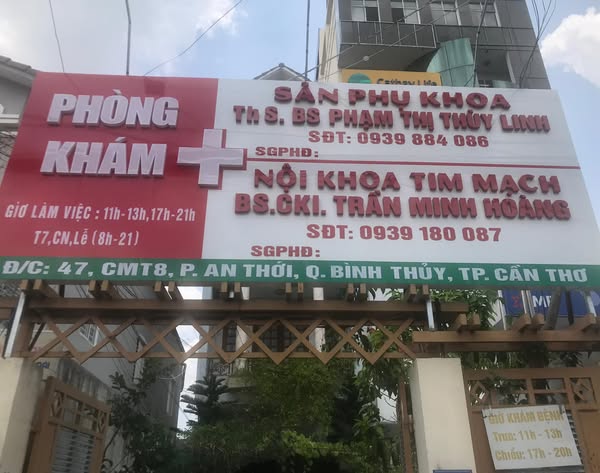 Cathay Life
PHÒNG
KHÁM
GIỜ LÀM VIỆC : 11h-13h,17h-21h
T7,CN,Lễ (8h-21)
SẢN PHỤ KHOA
Th S. BS PHẠM THỊ THÙY LINH
SĐT: 0939 884 086
SGPHĐ:
NỘI KHOA TIM MẠCH
BS.CKI. TRẦN MINH HOÀNG
SĐT: 0939 180 087
SGPHĐ:
Đ/C: 47, CMT8, P. AN THỚI, Q. BÌNH THỦY, TP. CẦN THƠ
GIỜ KHÁM BỆNH
Trưa: 11h - 13h
Chiều: 17h - 20h